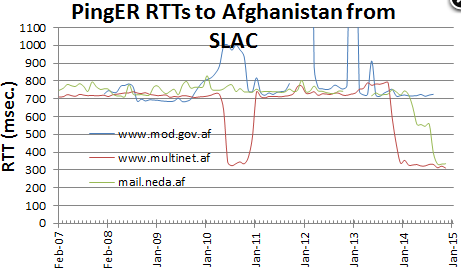 PingER RTTs to Afghanistan from
SLAC
RTT (msec.)
1100
1000
900
800
700
600
500
400
300
200
100
0
www.mod.gov.af
www.multinet.af
mail.neda.af
Feb-07
Feb-08
Jan-09
Jan-10
Jan-11
Jan-12
Jan-13
Jan-14
Jan-15